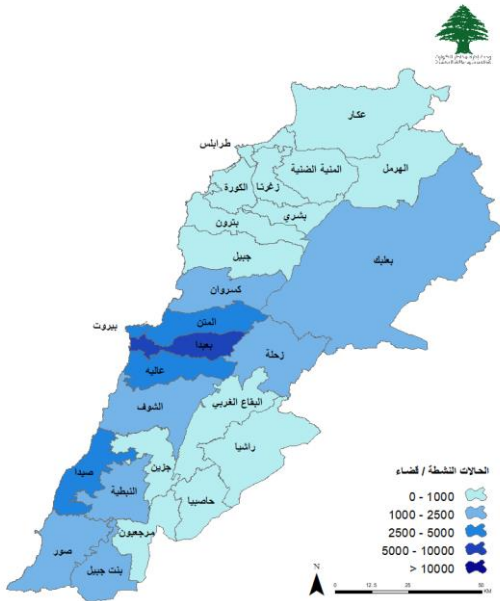 عكار
طرابلس
الهرمل
المنية الضنية
زغرتا
الكورة
بشري
بترون
جبيل
بعلبك
كسروان
المتن
بيروت
بعبدا
زحلة
عاليه
الشوف
البقاع الغربي
راشيا
صيدا
جزين
النبطية
حاصبيا
مرجعيون
صور
بنت جبيل
الحالات النشطة / قضاء
0 - 1000
1000 - 2500
2500 - 5000
5000 - 10000
> 10000
N
0 12.5 25 50
KM